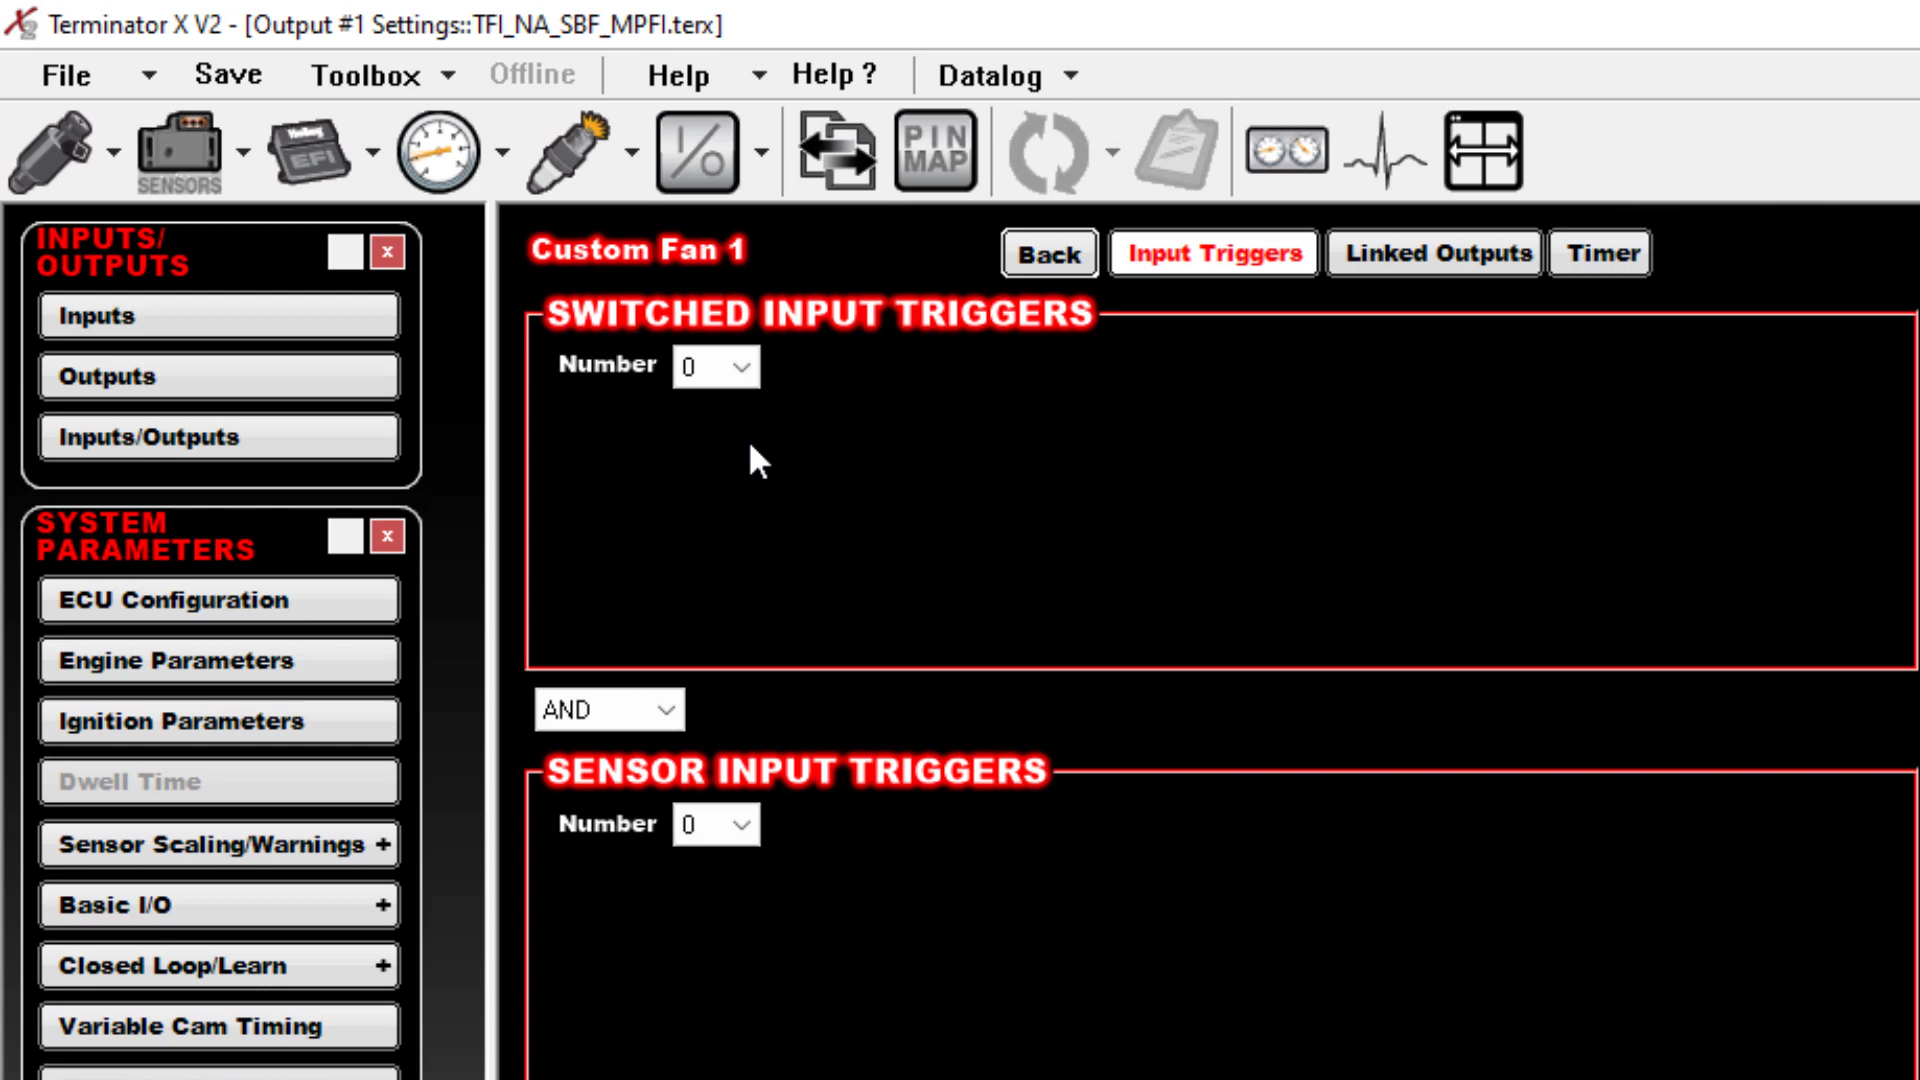 Terminator X V2 - [Output #1 Settings::TFI_NA_SBF_MPFI.terx]
File Save Toolbox Offline Help Help ? Datalog
SENSORS
Holley
EFI
I/O
PIN
MAP
INPUTS/
OUTPUTS
x
Inputs
Outputs
Inputs/Outputs
SYSTEM
PARAMETERS
x
ECU Configuration
Engine Parameters
Ignition Parameters
Dwell Time
Sensor Scaling/Warnings +
Basic I/O +
Closed Loop/Learn +
Variable Cam Timing
Custom Fan 1
Back Input Triggers Linked Outputs Timer
SWITCHED INPUT TRIGGERS
Number 0
AND
SENSOR INPUT TRIGGERS
Number 0